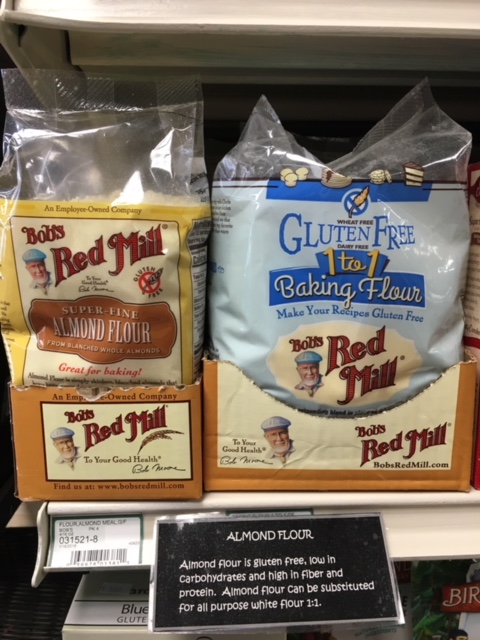 An Employee-Owned Company
Bob's
Red Mill®
To Your
Good Health®
Bob Moore
GLUTEN
SUPER-FINE
ALMOND FLOUR
FROM BLANCHED WHOLE ALMONDS
Great for baking!
An Employee-Owned Company
Bob's
Red Mill®
To Your Good Health®
Bob Moore
Find us at: www.bobsredmill.com
WHEAT FREE
GLUTEN FREE
DAIRY FREE
1 to 1
Baking Flour
Make Your Recipes Gluten Free
Bob's
Red
Mill®
To Your
Good Health®
Bob Moore
Bob's
Red Mill®
BobsRedMill.com
FLOUR,ALMOND MEAL G/F
031521-8
ALMOND FLOUR
Almond flour is gluten free, low in
carbohydrates and high in fiber and
protein. Almond flour can be substituted
for all purpose white flour 1:1.
Blue
GLUTE
BIR